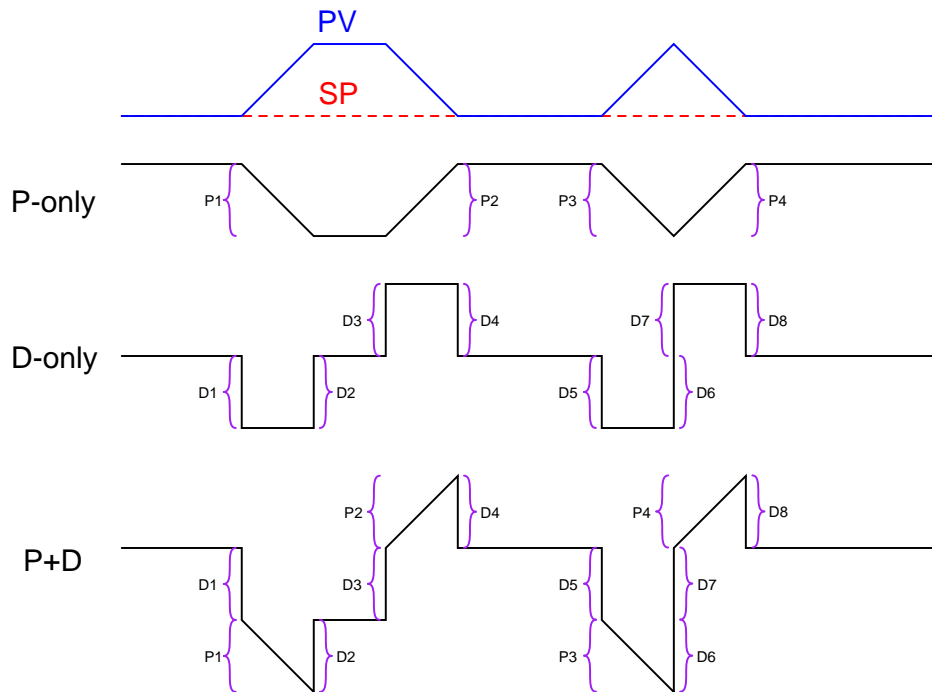 PV
SP
P-only
P1
P2
P3
P4
D-only
D3
D4
D7
D8
D1
D2
D5
D6
P+D
P2
D4
P4
D8
D1
D3
D5
D7
P1
D2
P3
D6